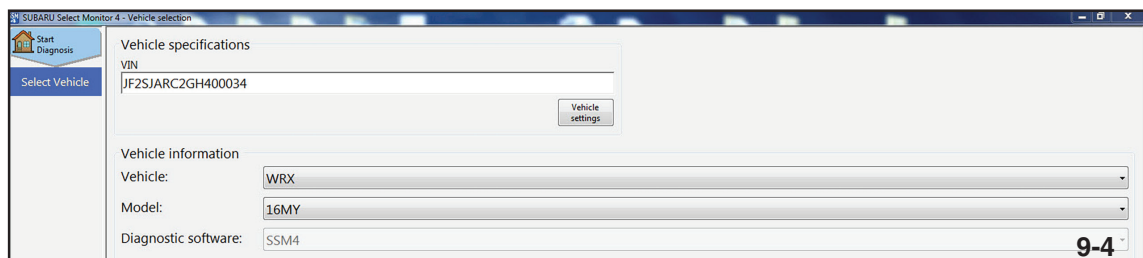 SUBARU Select Monitor 4 - Vehicle selection
Start
Diagnosis
Select Vehicle
Vehicle specifications
VIN
JF2SJARC2GH400034
Vehicle
settings
Vehicle information
Vehicle: WRX
Model: 16MY
Diagnostic software: SSM4
9-4